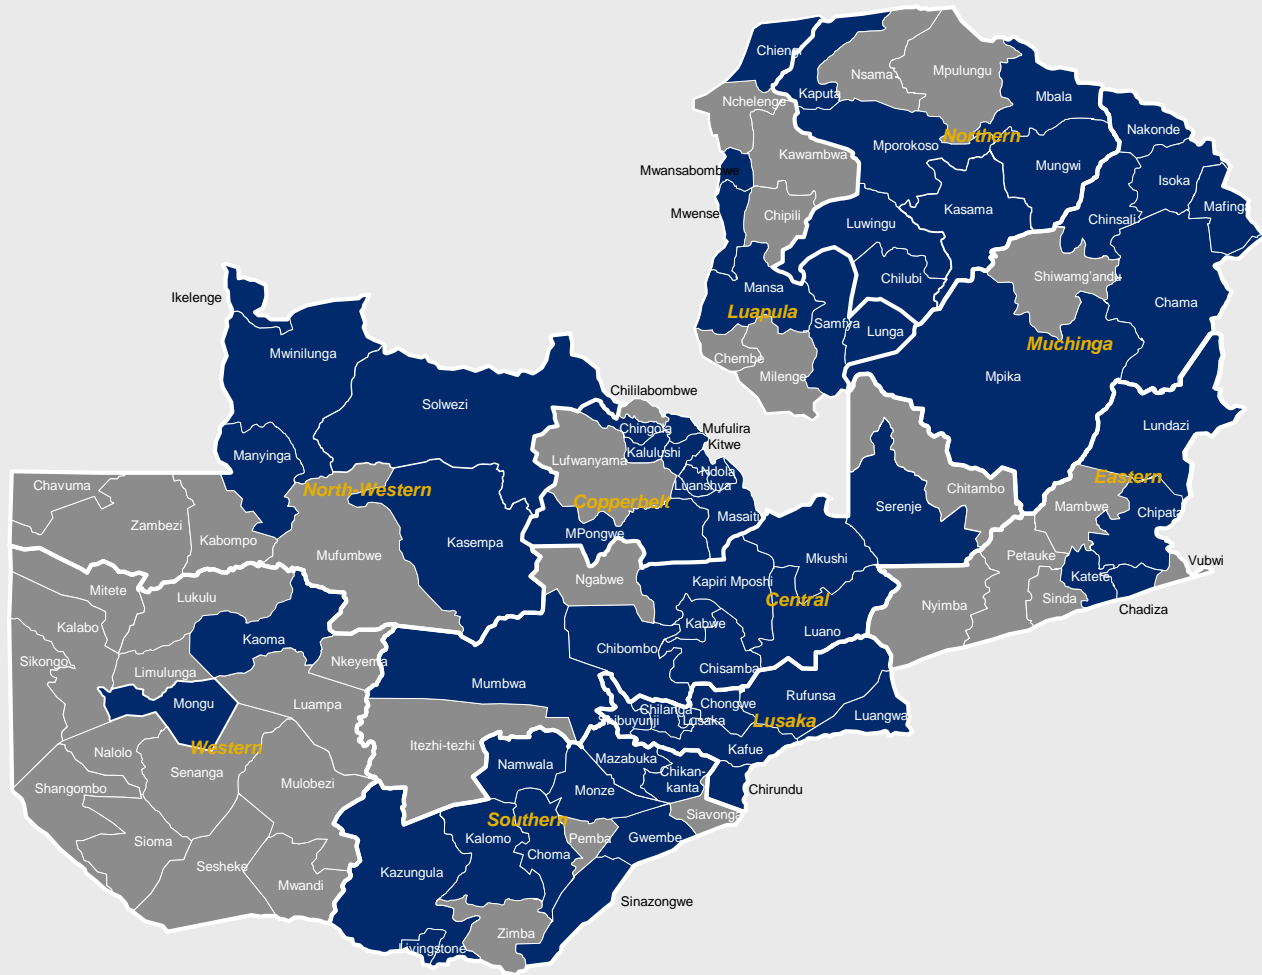 Chiengi
Kaputa
Nsama
Mpulungu
Mbala
Nchelenge
Northern
Nakonde
Mporokoso
Kawambwa
Mungwi
Mwansabombwe
Isoka
Mafinga
Mwense
Chipili
Luwingu
Kasama
Chinsali
Chilubi
Shiwamg'andu
Mansa
Chama
Luapula
Ikelenge
Samfya
Lunga
Muchinga
Mwinilunga
Chembe
Milenge
Mpika
Chililabombwe
Solwezi
Chingola
Mufulira
Kitwe
Lundazi
Manyinga
Kalulushi
Lufwanyama
Ndola
Luanshya
Eastern
Chavuma
North-Western
Copperbelt
Chitambo
Serenje
Mambwe
Chipata
Masaiti
Zambezi
Kabompo
MPongwe
Kasempa
Mufumbwe
Mkushi
Petauke
Vubwi
Ngabwe
Kapiri Mposhi
Katete
Mitete
Lukulu
Central
Nyimba
Sinda
Chadiza
Kalabo
Kaoma
Kabwe
Luano
Sikongo
Nkeyema
Chibombo
Limulunga
Chisamba
Mumbwa
Mongu
Luampa
Rufunsa
Chongwe
Chilanga
Luangwa
Shibuyunji
Lusaka
Lusaka
Western
Itezhi-tezhi
Kafue
Nalolo
Senanga
Mazabuka
Namwala
Chikan-
kanta
Mulobezi
Shangombo
Monze
Chirundu
Southern
Siavonga
Sioma
Kalomo
Pemba
Gwembe
Choma
Sesheke
Kazungula
Mwandi
Sinazongwe
Zimba
Livingstone